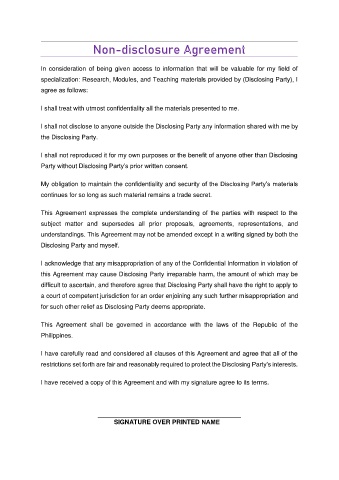 Non-disclosure Agreement
In consideration of being given access to information that will be valuable for my field of
specialization: Research, Modules, and Teaching materials provided by (Disclosing Party), I
agree as follows:
I shall treat with utmost confidentiality all the materials presented to me.
I shall not disclose to anyone outside the Disclosing Party any information shared with me by
the Disclosing Party.
I shall not reproduced it for my own purposes or the benefit of anyone other than Disclosing
Party without Disclosing Party's prior written consent.
My obligation to maintain the confidentiality and security of the Disclosing Party's materials
continues for so long as such material remains a trade secret.
This Agreement expresses the complete understanding of the parties with respect to the
subject matter and supersedes all prior proposals, agreements, representations, and
understandings. This Agreement may not be amended except in a writing signed by both the
Disclosing Party and myself.
I acknowledge that any misappropriation of any of the Confidential Information in violation of
this Agreement may cause Disclosing Party irreparable harm, the amount of which may be
difficult to ascertain, and therefore agree that Disclosing Party shall have the right to apply to
a court of competent jurisdiction for an order enjoining any such further misappropriation and
for such other relief as Disclosing Party deems appropriate.
This Agreement shall be governed in accordance with the laws of the Republic of the
Philippines.
I have carefully read and considered all clauses of this Agreement and agree that all of the
restrictions set forth are fair and reasonably required to protect the Disclosing Party's interests.
I have received a copy of this Agreement and with my signature agree to its terms.
SIGNATURE OVER PRINTED NAME